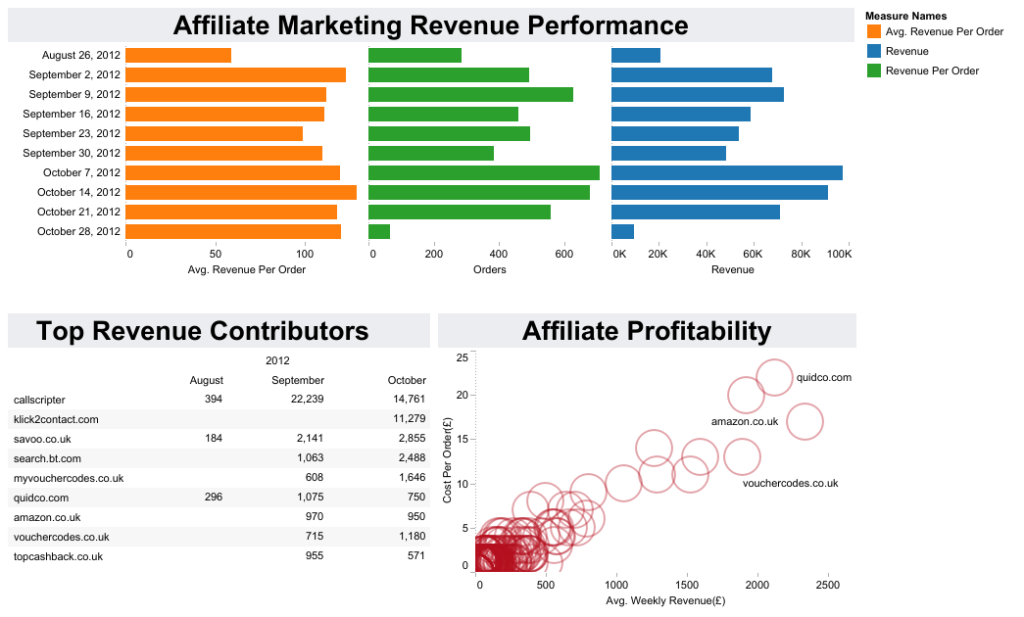 Affiliate Marketing Revenue Performance
Measure Names
Avg. Revenue Per Order
Revenue
Revenue Per Order
August 26, 2012
September 2, 2012
September 9, 2012
September 16, 2012
September 23, 2012
September 30, 2012
October 7, 2012
October 14, 2012
October 21, 2012
October 28, 2012
0 50 100
Avg. Revenue Per Order
0 200 400 600
Orders
0K 20K 40K 60K 80K 100K
Revenue
Top Revenue Contributors
2012
August September October
callscripter 394 22,239 14,761
klick2contact.com 11,279
savoo.co.uk 184 2,141 2,855
search.bt.com 1,063 2,488
myvouchercodes.co.uk 608 1,646
quidco.com 296 1,075 750
amazon.co.uk 970 950
vouchercodes.co.uk 715 1,180
topcashback.co.uk 955 571
Affiliate Profitability
Cost Per Order(£)
25
20
15
10
5
0
quidco.com
amazon.co.uk
vouchercodes.co.uk
0 500 1000 1500 2000 2500
Avg. Weekly Revenue(£)